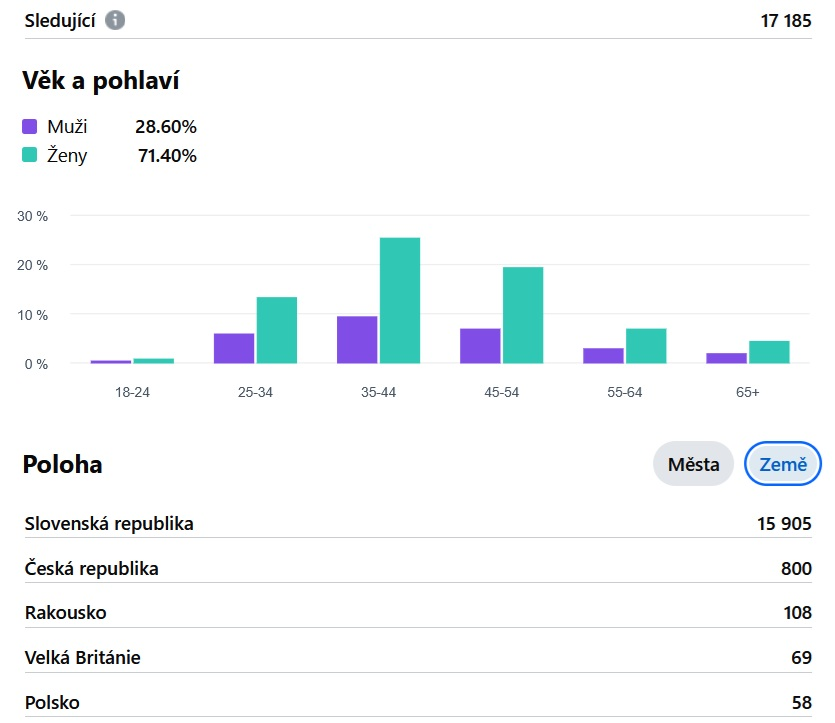 Sledující 17 185
Věk a pohlaví
Muži 28.60%
Ženy 71.40%
30 %
20 %
10 %
0 %
18-24 25-34 35-44 45-54 55-64 65+
Poloha Města Země
Slovenská republika 15 905
Česká republika 800
Rakousko 108
Velká Británie 69
Polsko 58